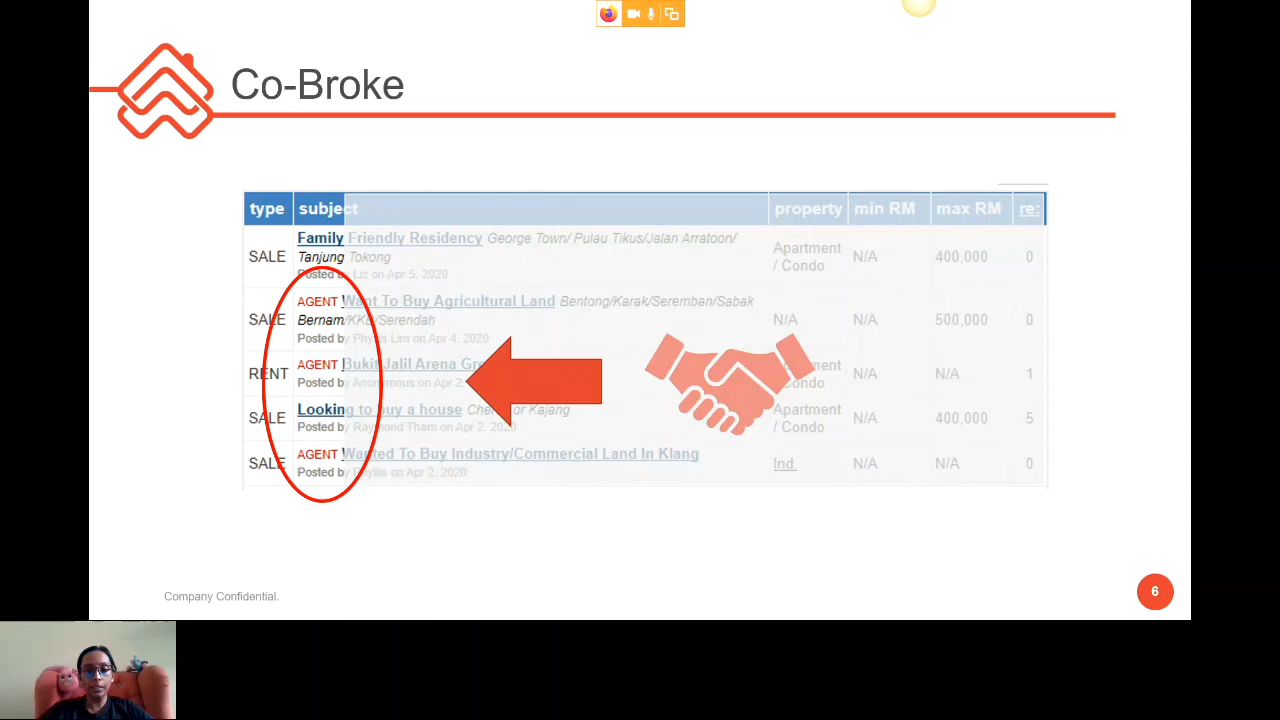 Co-Broke
type subject property min RM max RM re:
SALE Family Friendly Residency George Town/ Pulau Tikus/Jalan Arratoon/ Tanjung Tokong Apartment / Condo N/A 400,000 0
Posted by Liz on Apr 5, 2020
SALE AGENT Want To Buy Agricultural Land Bentong/Karak/Seremban/Sabak Bernam/KKB/Serendah N/A N/A 500,000 0
Posted by Phyllis Lim on Apr 4, 2020
RENT AGENT Bukit Jalil Arena N/A N/A 1
Posted by Anonymous on Apr
SALE Looking to buy a house Kajang Apartment / Condo N/A 400,000 5
Posted by Raymond Tham on Apr 2, 2020
SALE AGENT Wanted To Buy Industry/Commercial Land In Klang Ind. N/A N/A 0
Posted by Phyllis on Apr 2, 2020
Company Confidential.
6